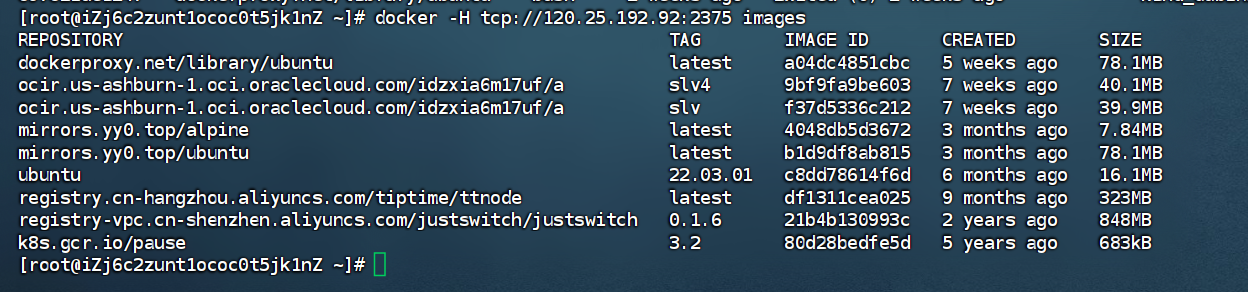 [root@iZj6c2zunt1ococ0t5jk1nZ ~]# docker -H tcp://120.25.192.92:2375 images
REPOSITORY TAG IMAGE ID CREATED SIZE
dockerproxy.net/library/ubuntu latest a04dc4851cbc 5 weeks ago 78.1MB
ocir.us-ashburn-1.oci.oraclecloud.com/idzxia6m17uf/a slv4 9bf9fa9be603 7 weeks ago 40.1MB
ocir.us-ashburn-1.oci.oraclecloud.com/idzxia6m17uf/a slv f37d5336c212 7 weeks ago 39.9MB
mirrors.yy0.top/alpine latest 4048db5d3672 3 months ago 7.84MB
mirrors.yy0.top/ubuntu latest b1d9df8ab815 3 months ago 78.1MB
ubuntu 22.03.01 c8dd78614f6d 6 months ago 16.1MB
registry.cn-hangzhou.aliyuncs.com/tiptime/ttnode latest df1311cea025 9 months ago 323MB
registry-vpc.cn-shenzhen.aliyuncs.com/justswitch/justswitch 0.1.6 21b4b130993c 2 years ago 848MB
k8s.gcr.io/pause 3.2 80d28bedfe5d 5 years ago 683kB
[root@iZj6c2zunt1ococ0t5jk1nZ ~]#